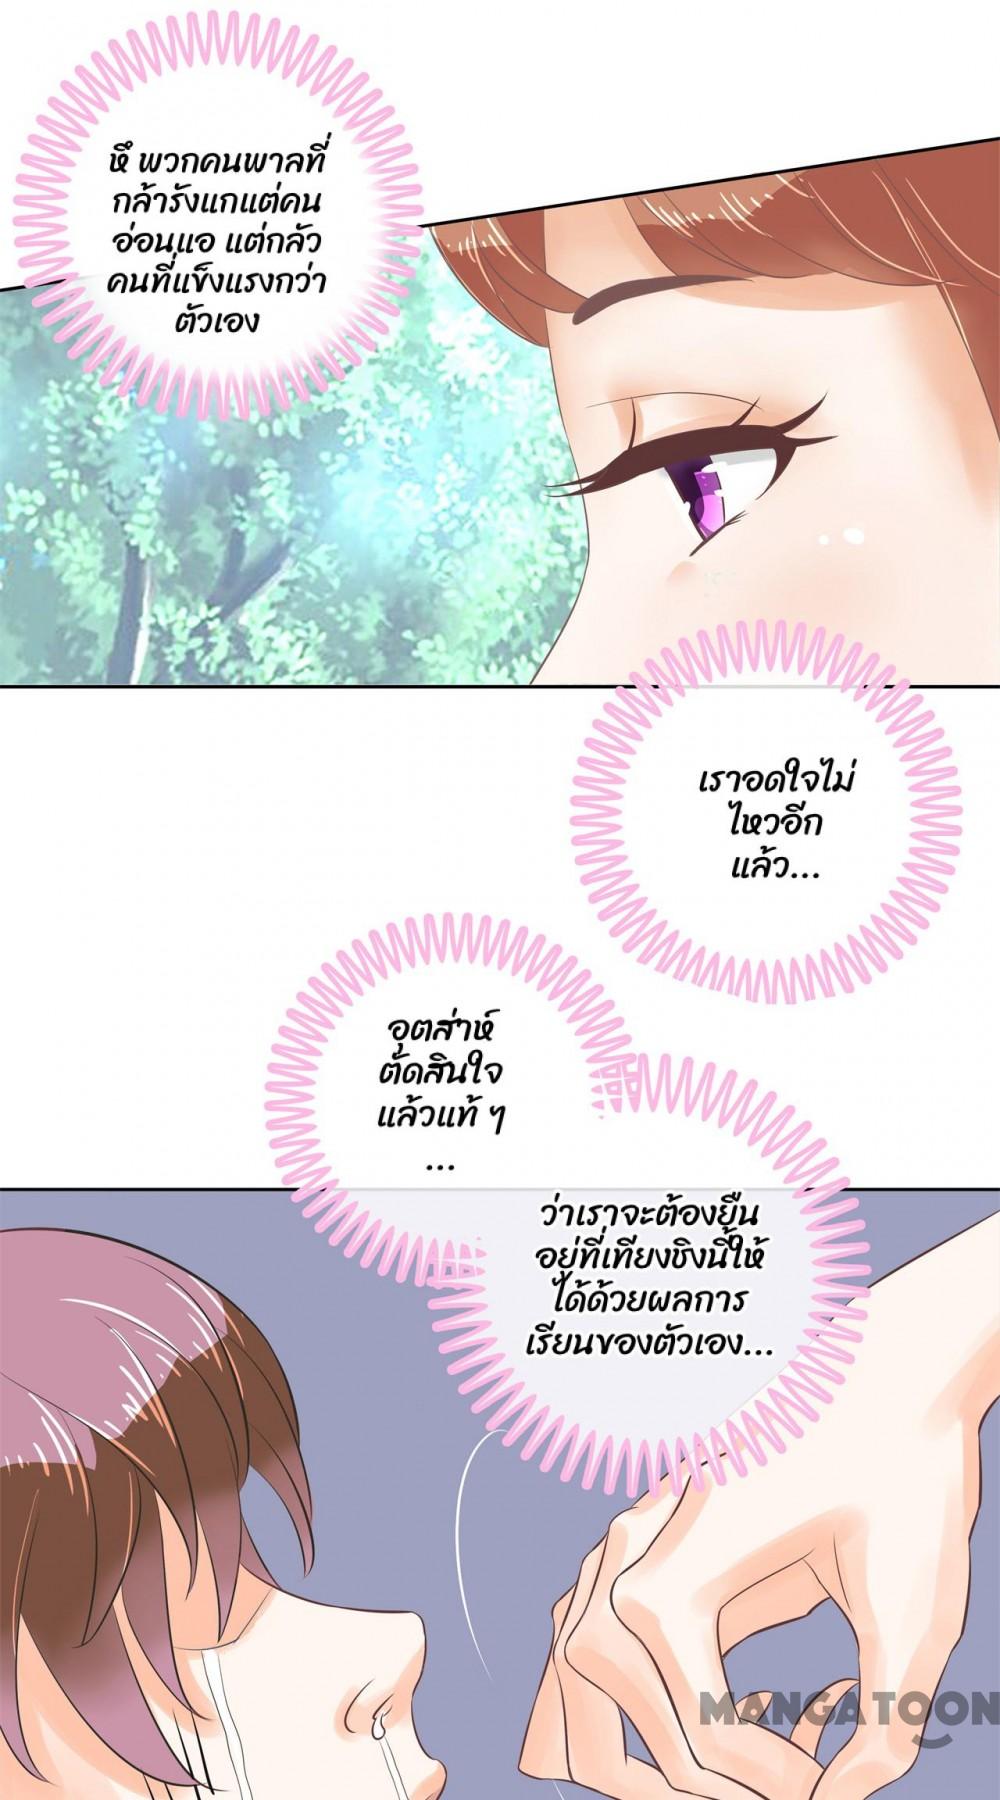 หึ พวกคนพาลที่
กล้ารังแกแต่คน
อ่อนแอ แต่กลัว
คนที่แข็งแรงกว่า
ตัวเอง
เราอดใจไม่
ไหวอีก
แล้ว...
อุตส่าห์
ตัดสินใจ
แล้วแท้ ๆ
...
ว่าเราจะต้องยืน
อยู่ที่เทียงชิงนี้ให้
ได้ด้วยผลการ
เรียนของตัวเอง...
MANGATOON